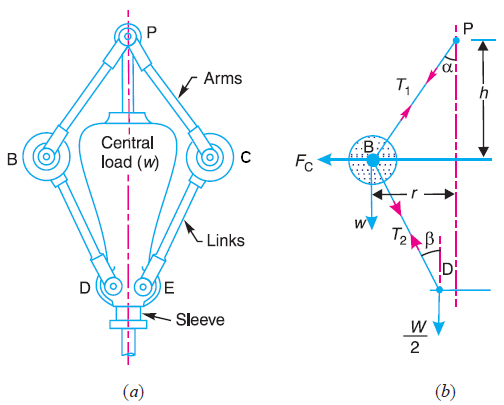 P
Arms
B
Central
load (w)
C
Links
D
E
Sleeve
(a)
P
α
T1
h
B
FC
r
w
T2
β
D
W
2
(b)